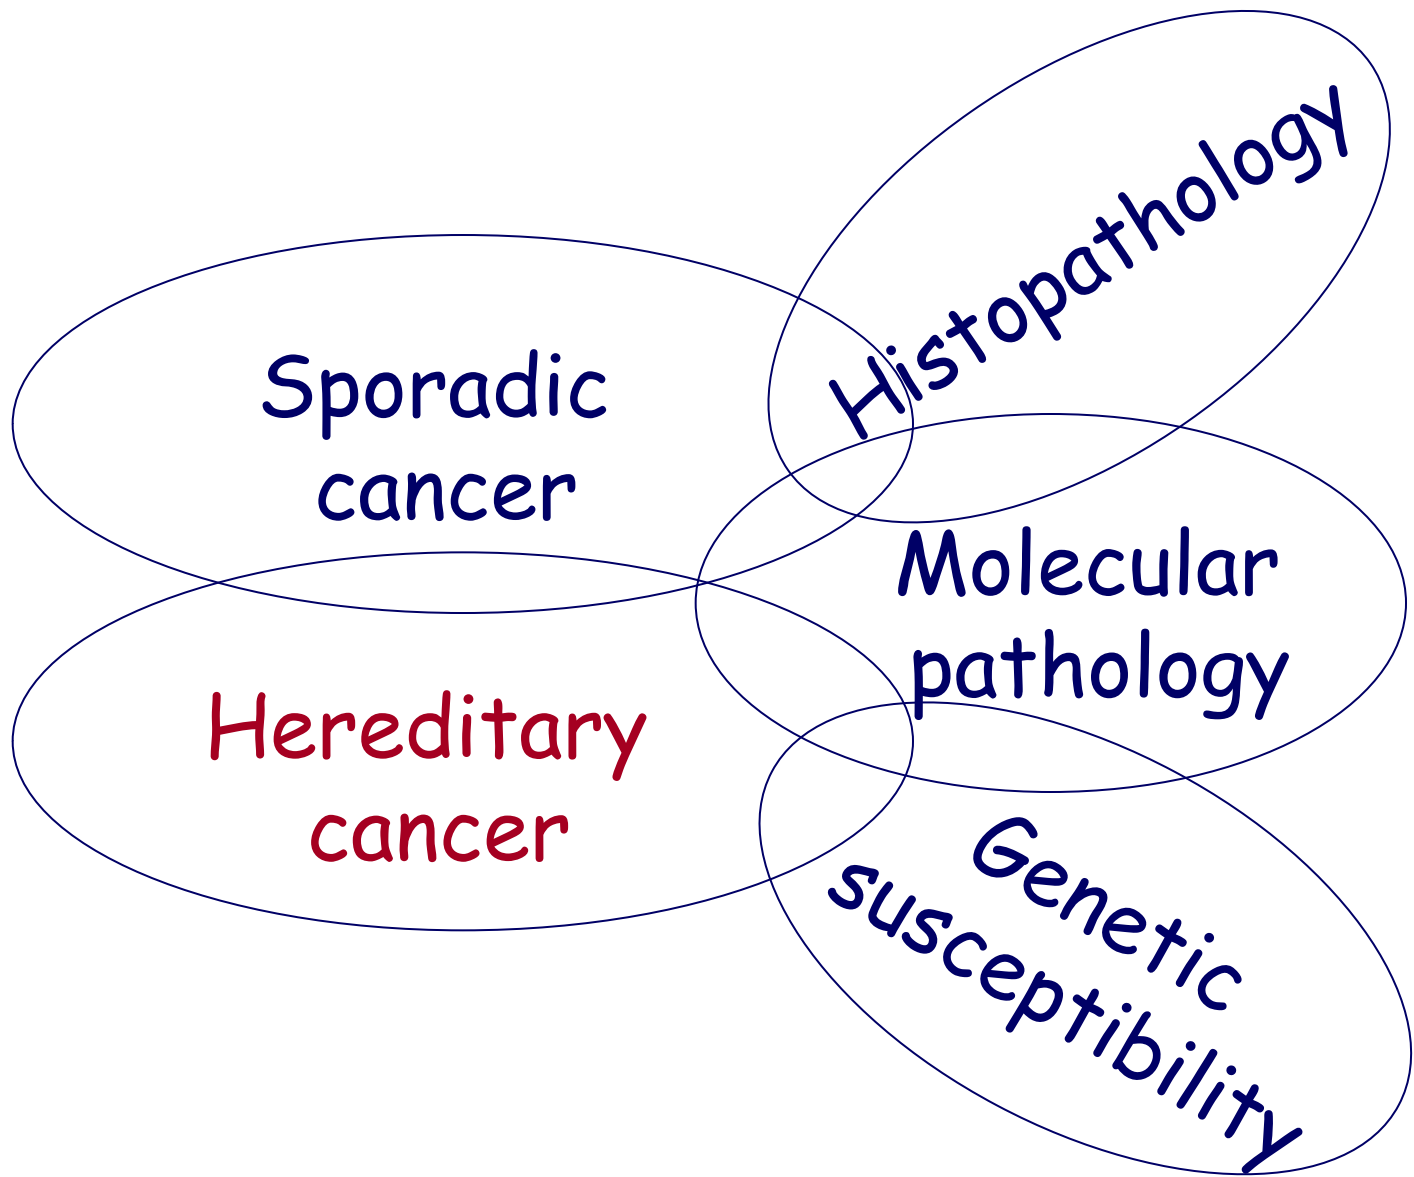 Sporadic
cancer
Hereditary
cancer
Histopathology
Molecular
pathology
Genetic
susceptibility